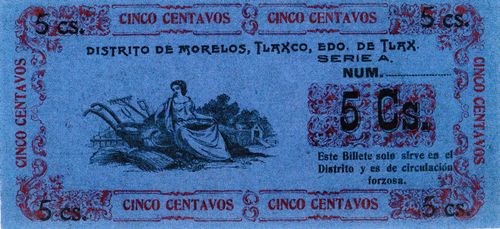 5 cs. CINCO CENTAVOS CINCO CENTAVOS 5 cs.
DISTRITO DE MORELOS, TLAXCO, EDO. DE TLAX.
SERIE A.
NUM.
5 Cs.
Este Billete solo sirve en el
Distrito y es de circulación
forzosa.
CINCO CENTAVOS
CINCO CENTAVOS
5 cs. CINCO CENTAVOS CINCO CENTAVOS 5 cs.